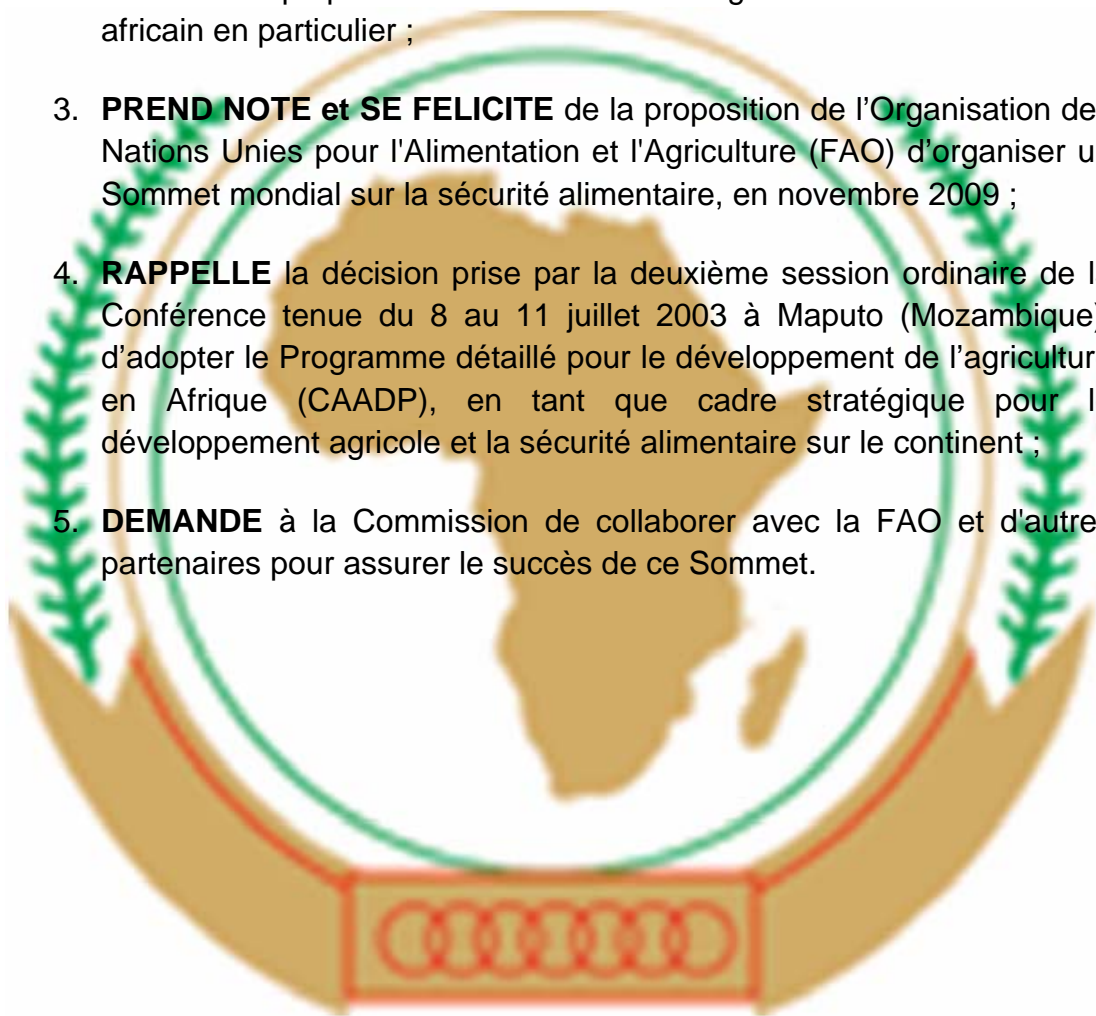 africain en particulier ;
3. PREND NOTE et SE FELICITE de la proposition de l’Organisation de
Nations Unies pour l'Alimentation et l'Agriculture (FAO) d’organiser u
Sommet mondial sur la sécurité alimentaire, en novembre 2009 ;
4. RAPPELLE la décision prise par la deuxième session ordinaire de l
Conférence tenue du 8 au 11 juillet 2003 à Maputo (Mozambique)
d’adopter le Programme détaillé pour le développement de l’agricultur
en Afrique (CAADP), en tant que cadre stratégique pour l
développement agricole et la sécurité alimentaire sur le continent ;
5. DEMANDE à la Commission de collaborer avec la FAO et d'autre
partenaires pour assurer le succès de ce Sommet.